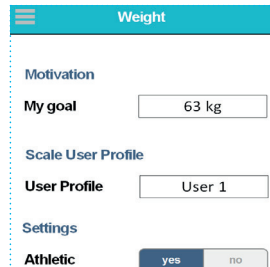 Weight
Motivation
My goal 63 kg
Scale User Profile
User Profile User 1
Settings
Athletic yes no